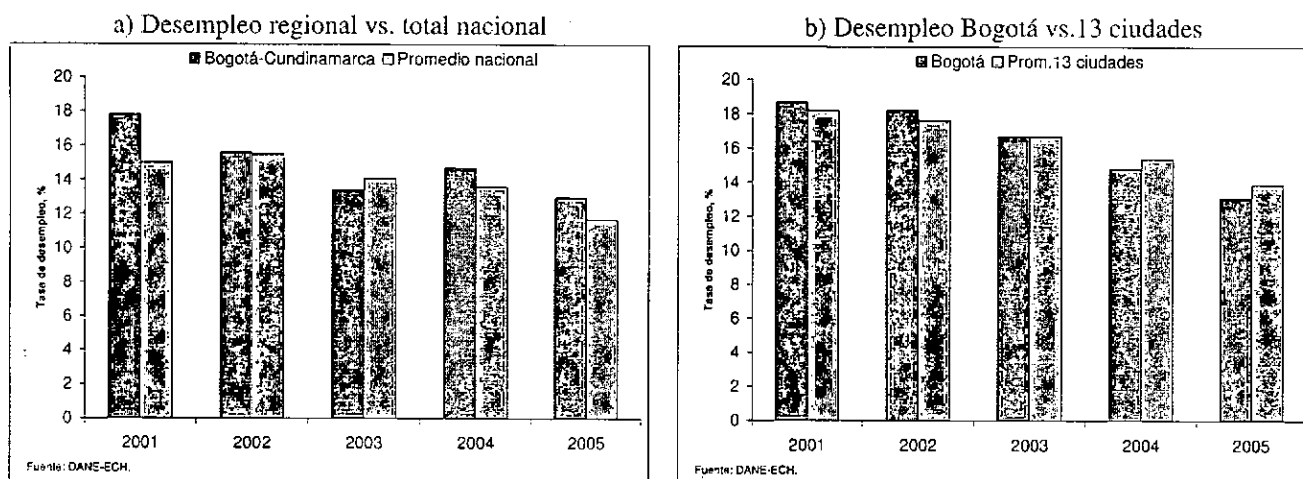 a) Desempleo regional vs. total nacional
Bogotá-Cundinamarca Promedio nacional
20
18
16
14
12
10
8
6
4
2
0
Tasa de desempleo, %
2001 2002 2003 2004 2005
Fuente: DANE-ECH.
b) Desempleo Bogotá vs.13 ciudades
Bogotá Prom.13 ciudades
20
18
16
14
12
10
8
6
4
2
0
Tasa de desempleo, %
2001 2002 2003 2004 2005
Fuente: DANE-ECH.